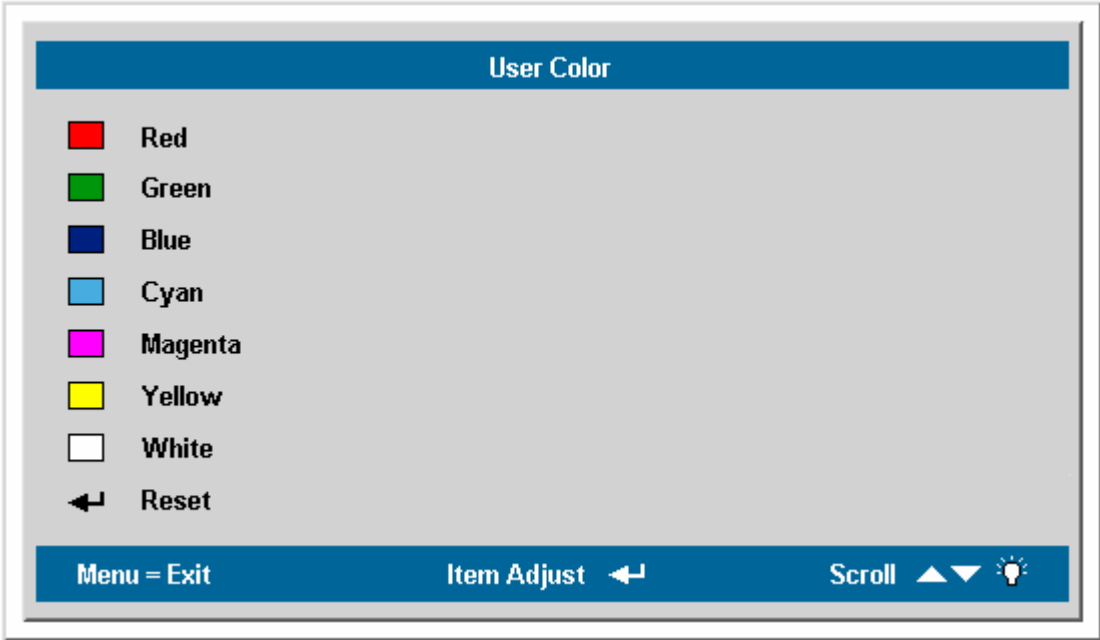 User Color
Red
Green
Blue
Cyan
Magenta
Yellow
White
Reset
Menu = Exit Item Adjust Scroll